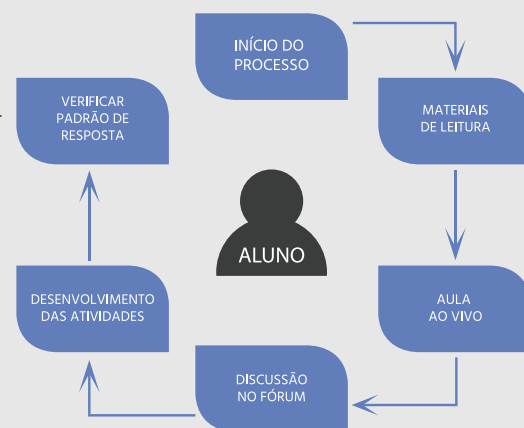 INÍCIO DO
PROCESSO
MATERIAIS
DE LEITURA
AULA
AO VIVO
DISCUSSÃO
NO FÓRUM
DESENVOLVIMENTO
DAS ATIVIDADES
VERIFICAR
PADRÃO DE
RESPOSTA
ALUNO